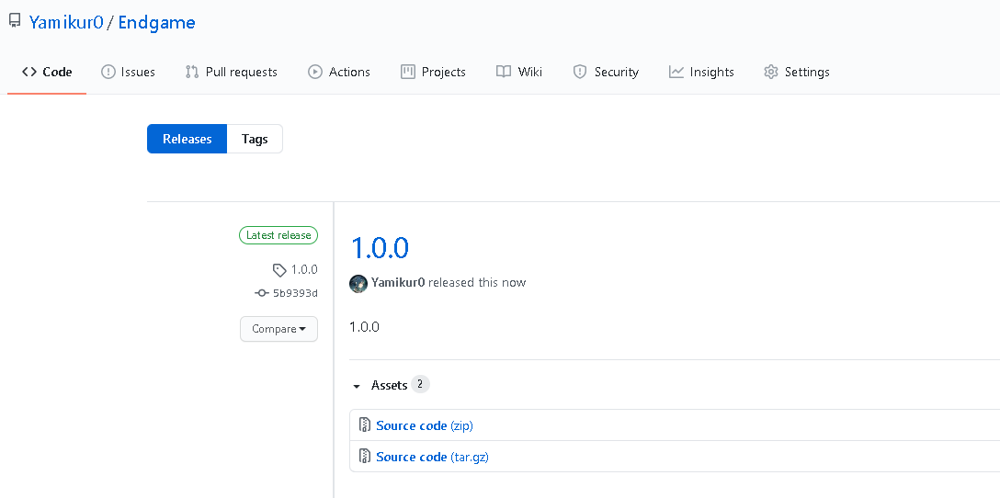 Yamikur0 / Endgame
Code Issues Pull requests Actions Projects Wiki Security Insights Settings
Releases Tags
Latest release
1.0.0
5b9393d
Compare
1.0.0
Yamikur0 released this now
1.0.0
Assets 2
Source code (zip)
Source code (tar.gz)